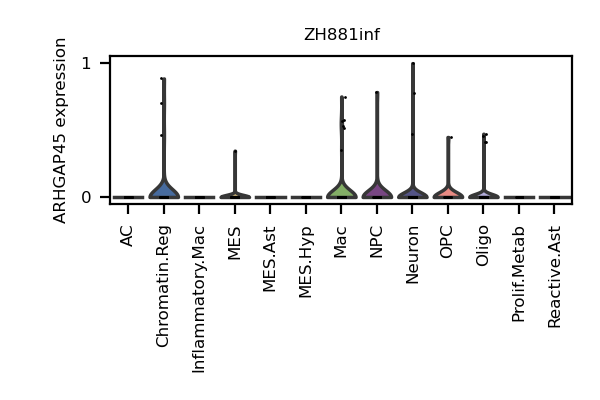 ZH881inf
ARHGAP45 expression
1
0
AC
Chromatin.Reg
Inflammatory.Mac
MES
MES.Ast
MES.Hyp
Mac
NPC
Neuron
OPC
Oligo
Prolif.Metab
Reactive.Ast